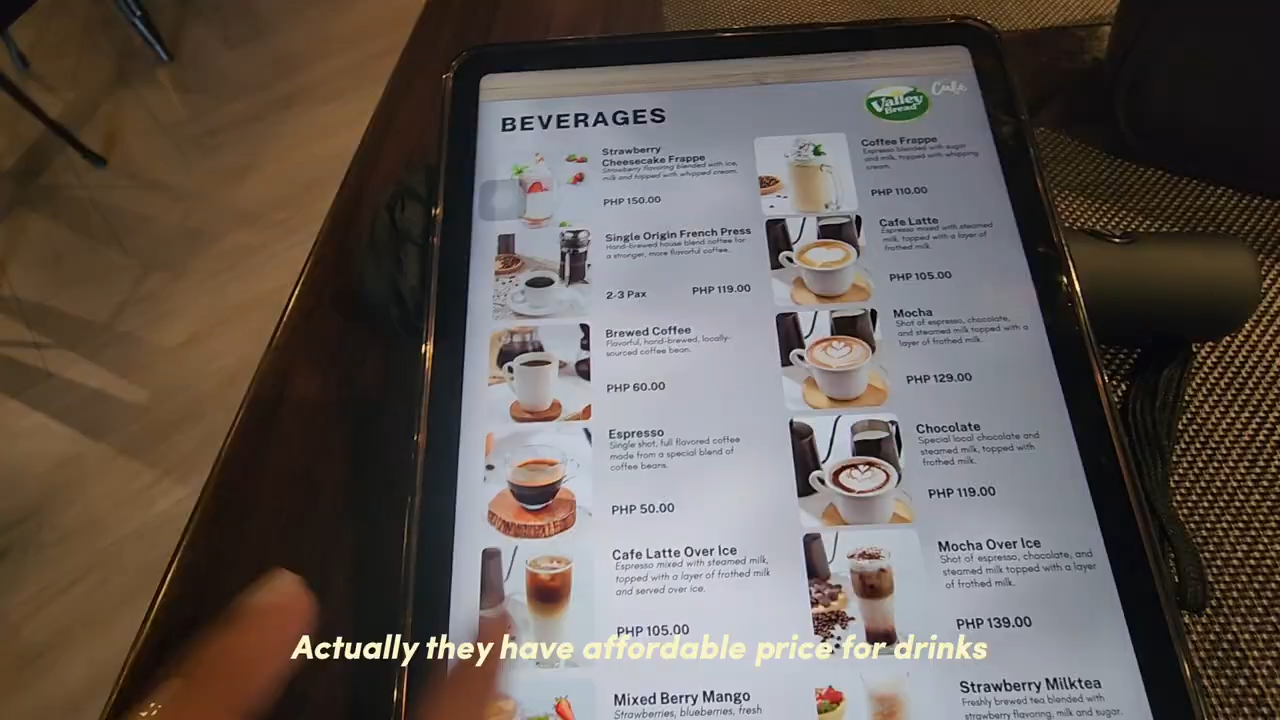 BEVERAGES
Valley
Bread
Café
Strawberry
Cheesecake Frappe
Strawberry flavoring blended with ice,
milk and topped with whipped cream.
PHP 150.00
Single Origin French Press
Hand-brewed house blend coffee for
a stronger, more flavorful coffee.
2-3 Pax PHP 119.00
Brewed Coffee
Flavorful, hand-brewed, locally-
sourced coffee bean.
PHP 60.00
Espresso
Single shot, full flavored coffee
made from a special blend of
coffee beans.
PHP 50.00
Cafe Latte Over Ice
Espresso mixed with steamed milk,
topped with a layer of frothed milk
and served over ice.
PHP 105.00
Mixed Berry Mango
Strawberries, blueberries, fresh
Coffee Frappe
Espresso blended with sugar
and milk, topped with whipping
cream.
PHP 110.00
Cafe Latte
Espresso mixed with steamed
milk, topped with a layer of
frothed milk.
PHP 105.00
Mocha
Shot of espresso, chocolate,
and steamed milk topped with a
layer of frothed milk.
PHP 129.00
Chocolate
Special local chocolate and
steamed milk, topped with
frothed milk.
PHP 119.00
Mocha Over Ice
Shot of espresso, chocolate, and
steamed milk topped with a layer
of frothed milk.
PHP 139.00
Strawberry Milktea
Freshly brewed tea blended with
strawberry flavoring, milk and sugar.
Actually they have affordable price for drinks